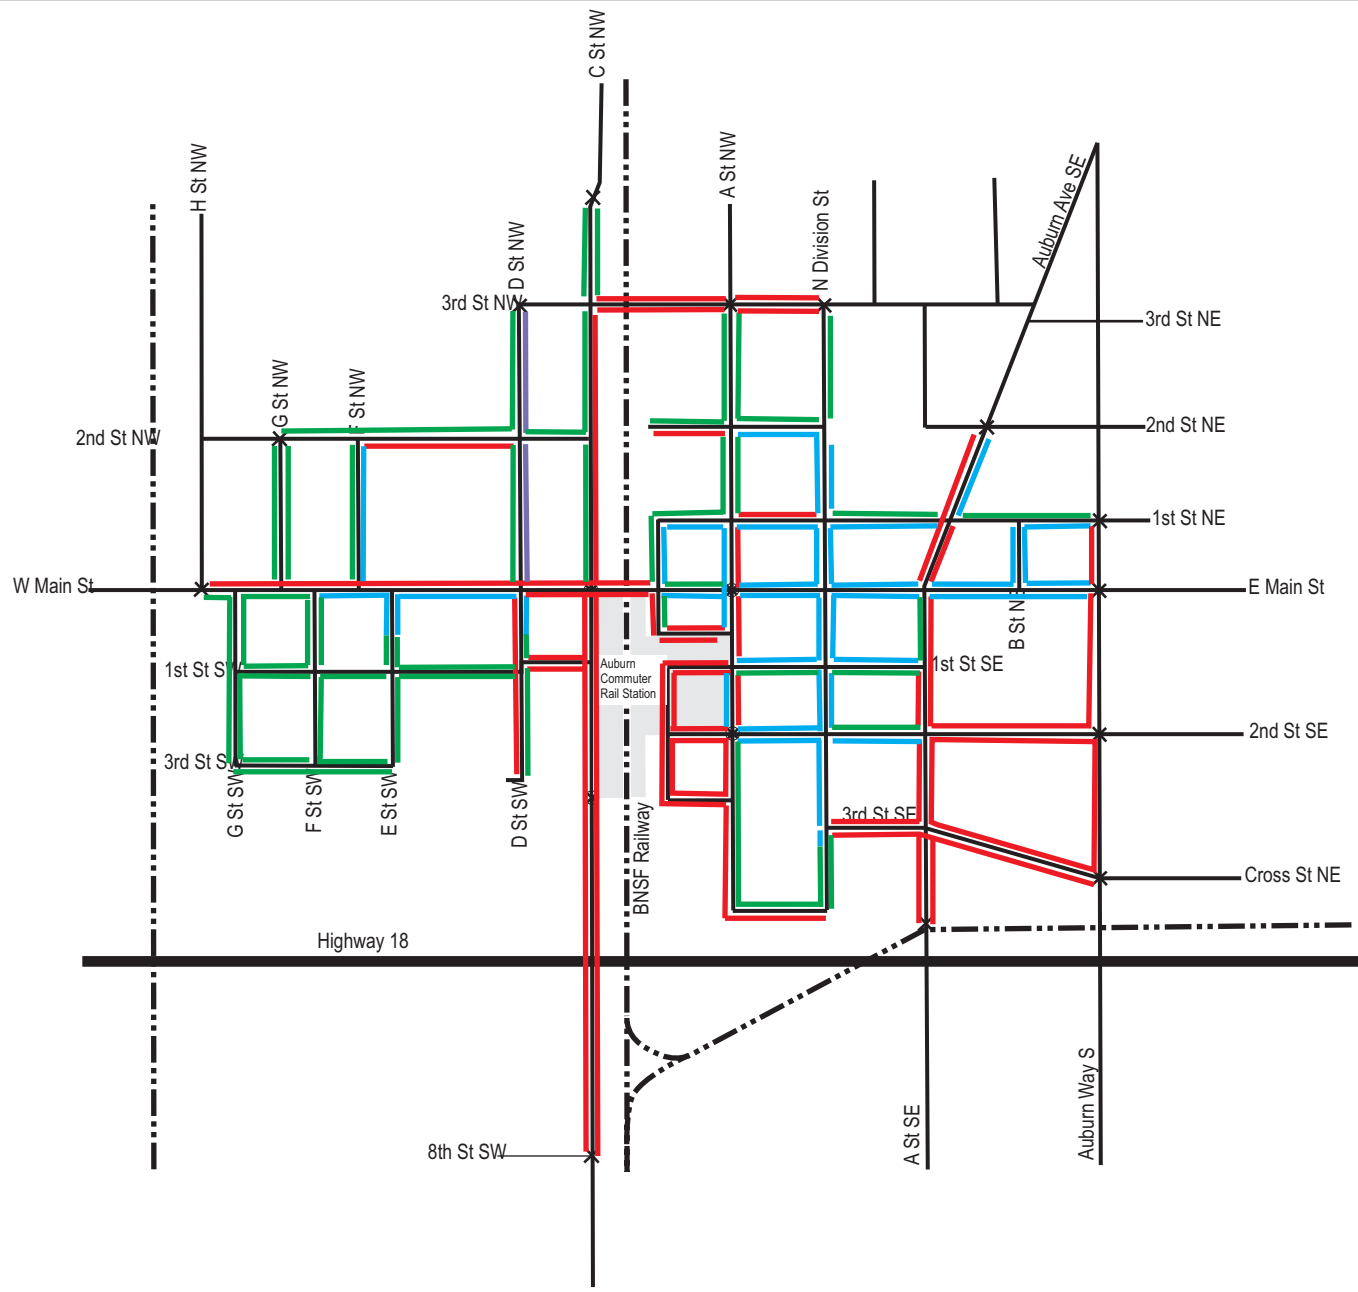 C St NW
H St NW
A St NW
Auburn Ave SE
N Division St
D St NW
3rd St NW
3rd St NE
G St NW
F St NW
2nd St NW
2nd St NE
1st St NE
W Main St
E Main St
B St NE
1st St SW
Auburn
Commuter
Rail Station
1st St SE
2nd St SE
3rd St SW
G St SW
F St SW
E St SW
D St SW
BNSF Railway
3rd St SE
Cross St NE
Highway 18
8th St SW
A St SE
Auburn Way S